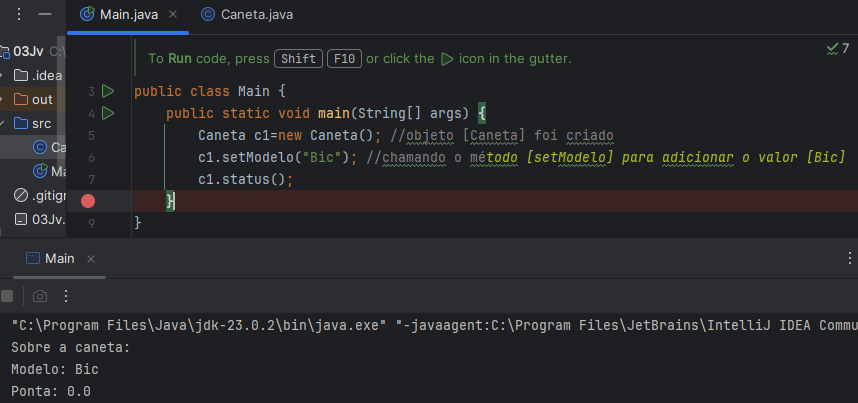 Main.java
Caneta.java
03Jv
.idea
out
src
Ca
Ma
.gitign
03Jv.
To Run code, press Shift F10 or click the icon in the gutter.
7
3 public class Main {
4 public static void main(String[] args) {
5 Caneta c1=new Caneta(); //objeto [Caneta] foi criado
6 c1.setModelo("Bic"); //chamando o método [setModelo] para adicionar o valor [Bic]
7 c1.status();
}
9 }
Main
"C:\Program Files\Java\jdk-23.0.2\bin\java.exe" "-javaagent:C:\Program Files\JetBrains\IntelliJ IDEA Commu
Sobre a caneta:
Modelo: Bic
Ponta: 0.0